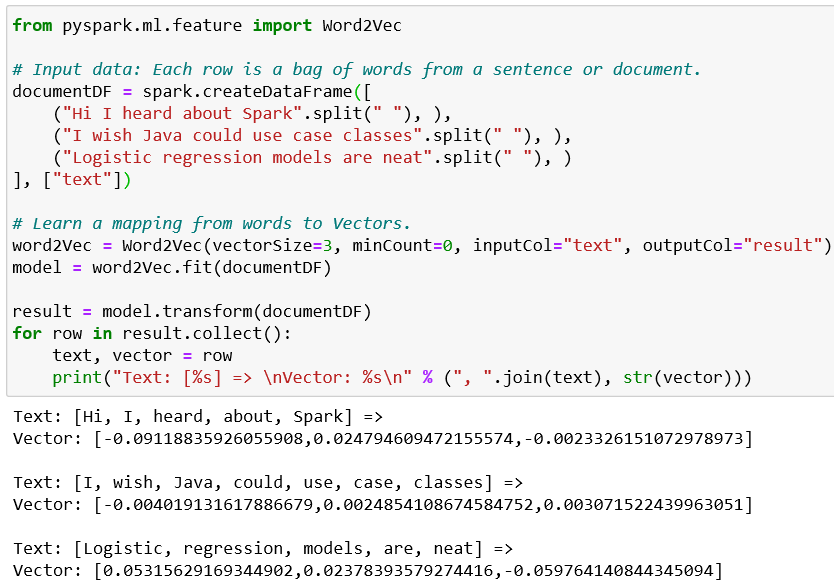 from pyspark.ml.feature import Word2Vec

# Input data: Each row is a bag of words from a sentence or document.
documentDF = spark.createDataFrame([
    ("Hi I heard about Spark".split(" "), ),
    ("I wish Java could use case classes".split(" "), ),
    ("Logistic regression models are neat".split(" "), )
], ["text"])

# Learn a mapping from words to Vectors.
word2Vec = Word2Vec(vectorSize=3, minCount=0, inputCol="text", outputCol="result")
model = word2Vec.fit(documentDF)

result = model.transform(documentDF)
for row in result.collect():
    text, vector = row
    print("Text: [%s] => \nVector: %s\n" % (", ".join(text), str(vector)))
Text: [Hi, I, heard, about, Spark] =>
Vector: [-0.09118835926055908,0.024794609472155574,-0.0023326151072978973]

Text: [I, wish, Java, could, use, case, classes] =>
Vector: [-0.004019131617886679,0.0024854108674584752,0.003071522439963051]

Text: [Logistic, regression, models, are, neat] =>
Vector: [0.05315629169344902,0.02378393579274416,-0.059764140844345094]